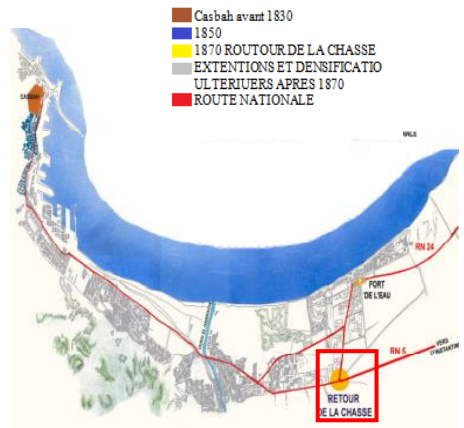 Casbah avant 1830
1850
1870 ROUTOUR DE LA CHASSE
EXTENTIONS ET DENSIFICATIO
ULTERIUERS APRES 1870
ROUTE NATIONALE
CASBAH
RN 24
FORT
DE L'EAU
RN 5
VERS
CONSTANTINE
RETOUR
DE LA CHASSE